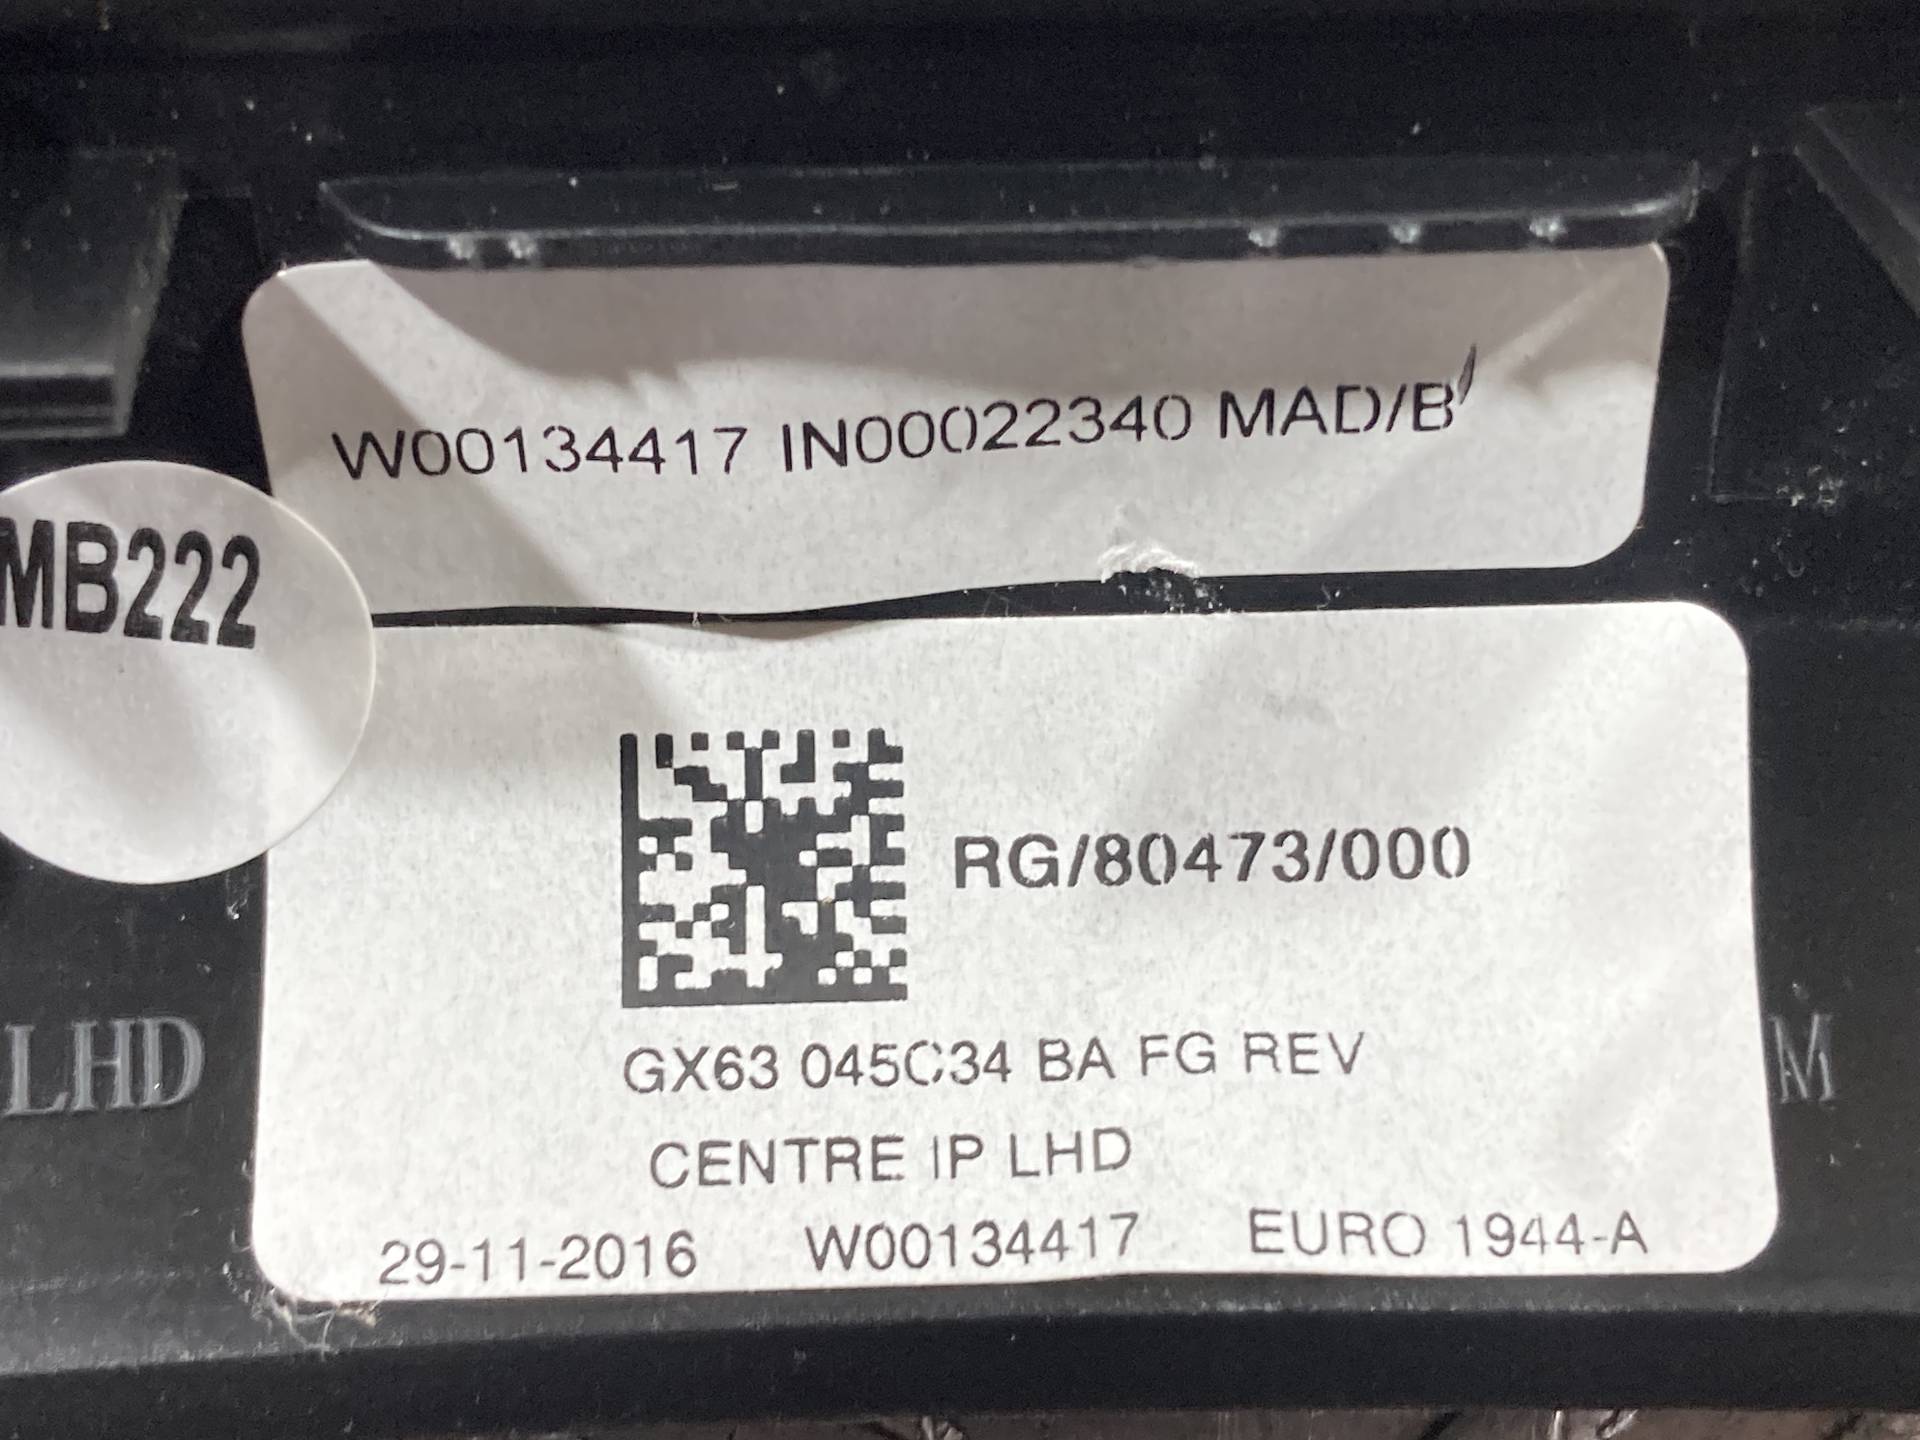 W00134417 IN00022340 MAD/B
MB222
RG/80473/000
GX63 045C34 BA FG REV
CENTRE IP LHD
29-11-2016 W00134417 EURO 1944-A
LHD
M